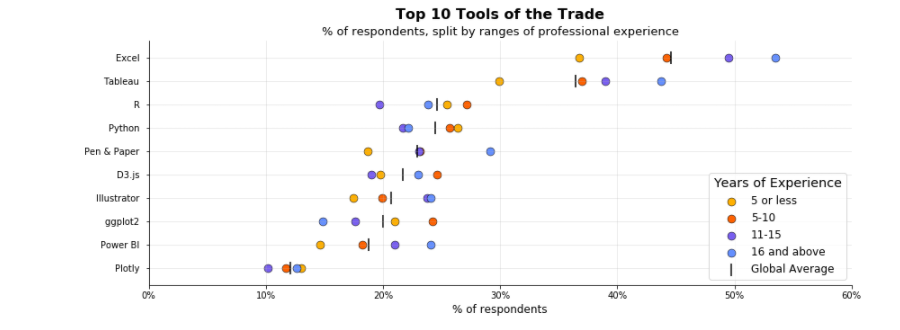 Top 10 Tools of the Trade
% of respondents, split by ranges of professional experience
Excel
Tableau
R
Python
Pen & Paper
D3.js
Illustrator
ggplot2
Power BI
Plotly
Years of Experience
5 or less
5-10
11-15
16 and above
Global Average
0% 10% 20% 30% 40% 50% 60%
% of respondents